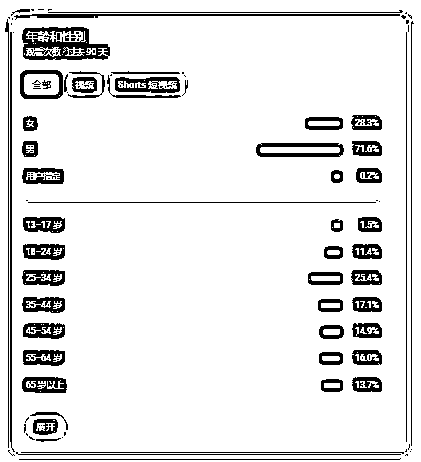 年龄和性别
观看次数·过去 90 天
全部 视频 Shorts 短视频
女 28.3%
男 71.6%
用户指定 0.2%
13–17 岁 1.5%
18–24 岁 11.4%
25–34 岁 25.4%
35–44 岁 17.1%
45–54 岁 14.9%
55–64 岁 16.0%
65 岁以上 13.7%
展开